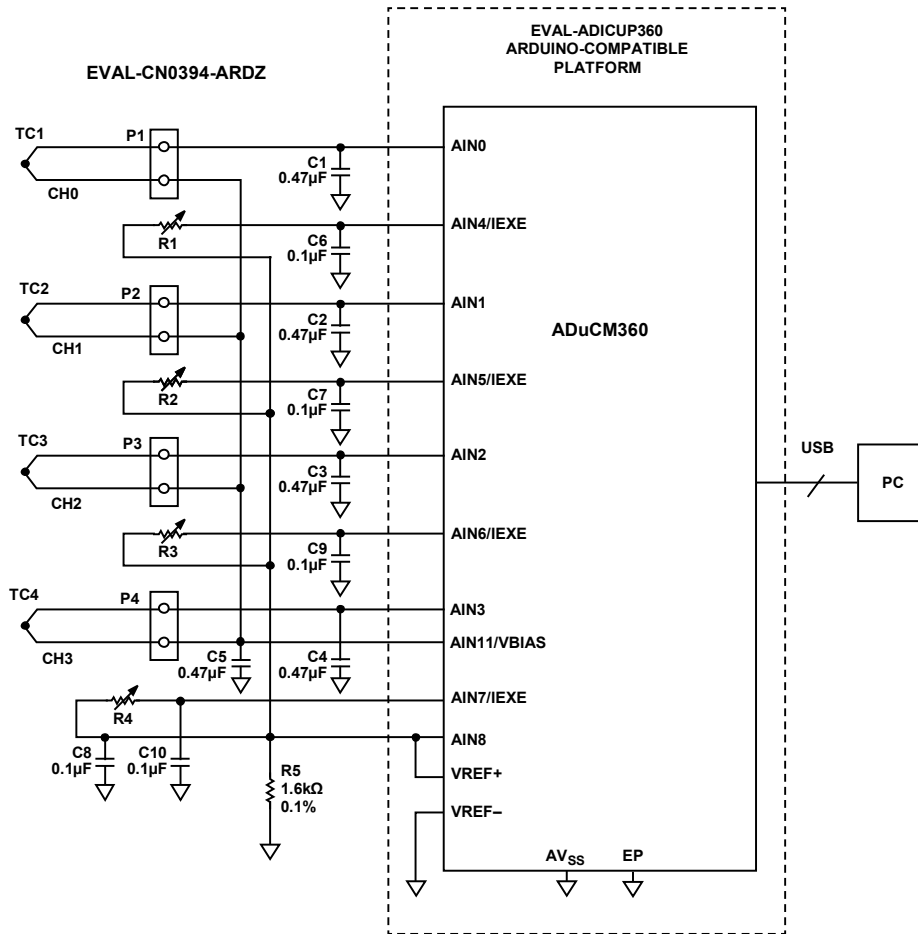 EVAL-ADICUP360
ARDUINO-COMPATIBLE
PLATFORM
EVAL-CN0394-ARDZ
TC1
P1
CH0
C1
0.47µF
AIN0
R1
C6
0.1µF
AIN4/IEXE
TC2
P2
CH1
C2
0.47µF
AIN1
ADuCM360
R2
C7
0.1µF
AIN5/IEXE
TC3
P3
CH2
C3
0.47µF
AIN2
USB
PC
R3
C9
0.1µF
AIN6/IEXE
TC4
P4
CH3
AIN3
AIN11/VBIAS
C5
0.47µF
C4
0.47µF
R4
AIN7/IEXE
C8
0.1µF
C10
0.1µF
AIN8
R5
1.6kΩ
0.1%
VREF+
VREF–
AVSS
EP